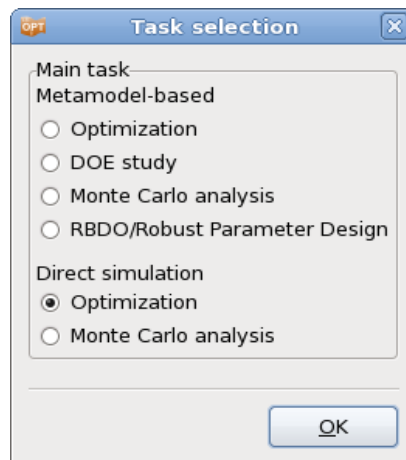 OPT Task selection
Main task
Metamodel-based
Optimization
DOE study
Monte Carlo analysis
RBDO/Robust Parameter Design
Direct simulation
Optimization
Monte Carlo analysis
OK